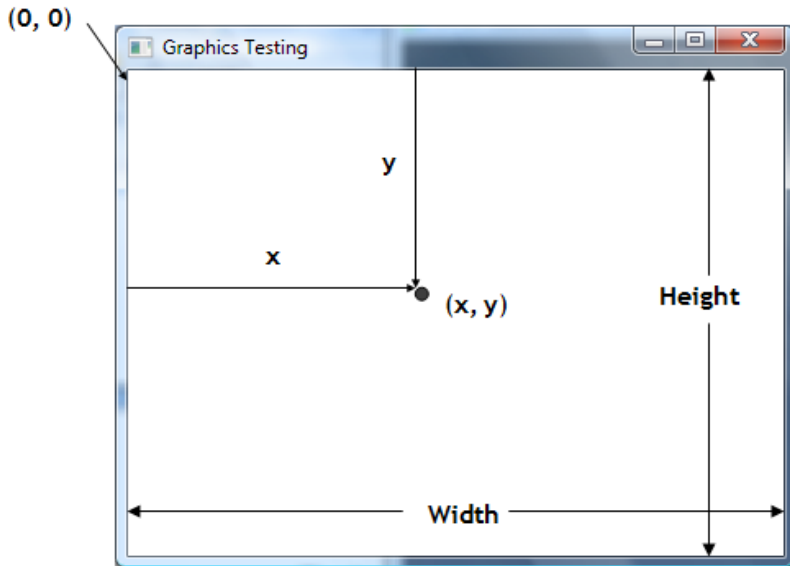 (0, 0)
Graphics Testing
y
x
Height
(x, y)
Width